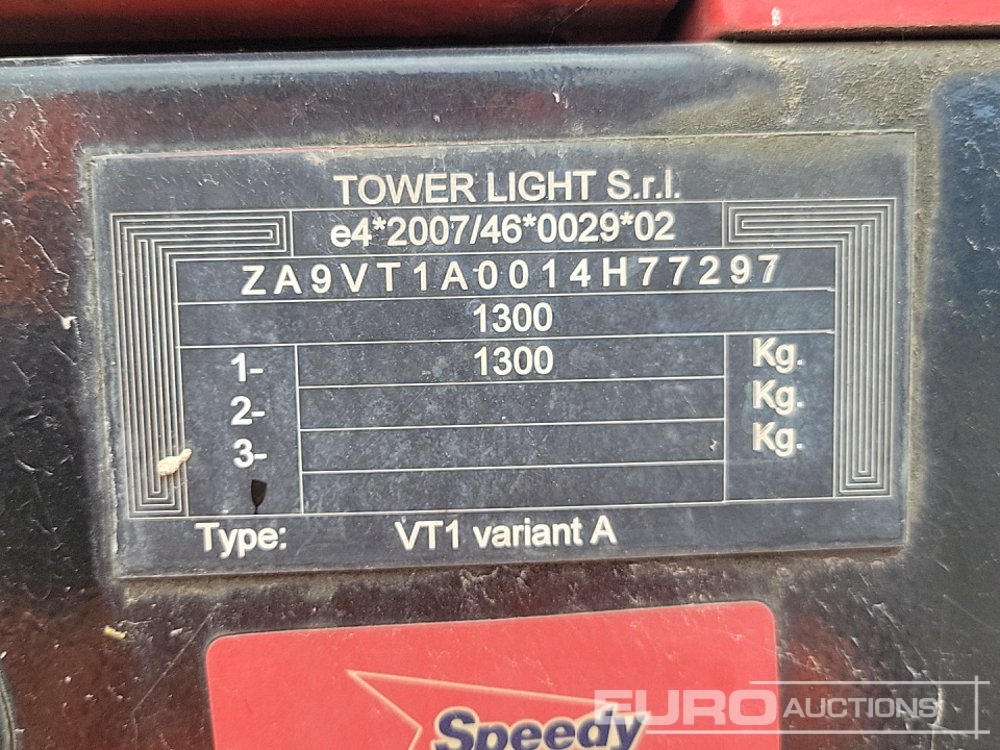 TOWER LIGHT S.r.l.
e4*2007/46*0029*02
ZA9VT1A0014H77297
1300
1- 1300 Kg.
2- Kg.
3- Kg.
Type: VT1 variant A
Speedy
EURO AUCTIONS